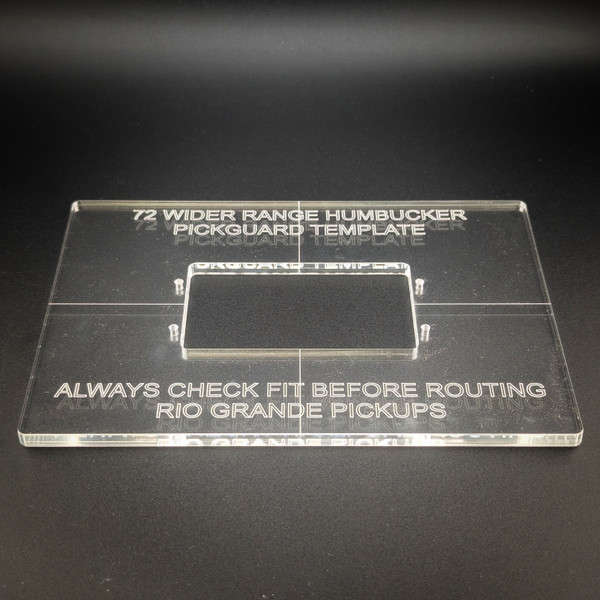 72 WIDER RANGE HUMBUCKER
PICKGUARD TEMPLATE
ALWAYS CHECK FIT BEFORE ROUTING
RIO GRANDE PICKUPS